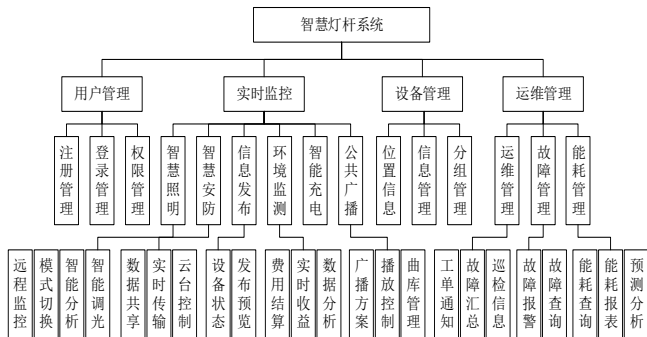 智慧灯杆系统
用户管理
实时监控
设备管理
运维管理
注册管理
登录管理
权限管理
智慧照明
智慧安防
信息发布
环境监测
智能充电
公共广播
位置信息
信息管理
分组管理
运维管理
故障管理
能耗管理
远程监控
模式切换
智能分析
智能调光
数据共享
实时传输
云台控制
设备状态
发布预览
费用结算
实时收益
数据分析
广播方案
播放控制
曲库管理
工单通知
故障汇总
巡检信息
故障报警
故障查询
能耗查询
能耗报表
预测分析